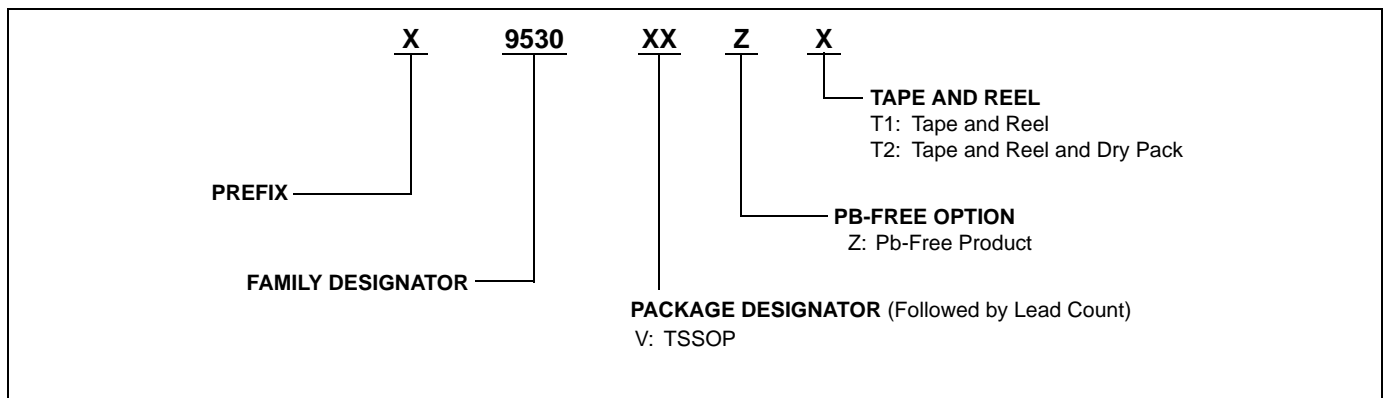 X 9530 XX Z X
TAPE AND REEL
T1: Tape and Reel
T2: Tape and Reel and Dry Pack
PREFIX
PB-FREE OPTION
Z: Pb-Free Product
FAMILY DESIGNATOR
PACKAGE DESIGNATOR (Followed by Lead Count)
V: TSSOP